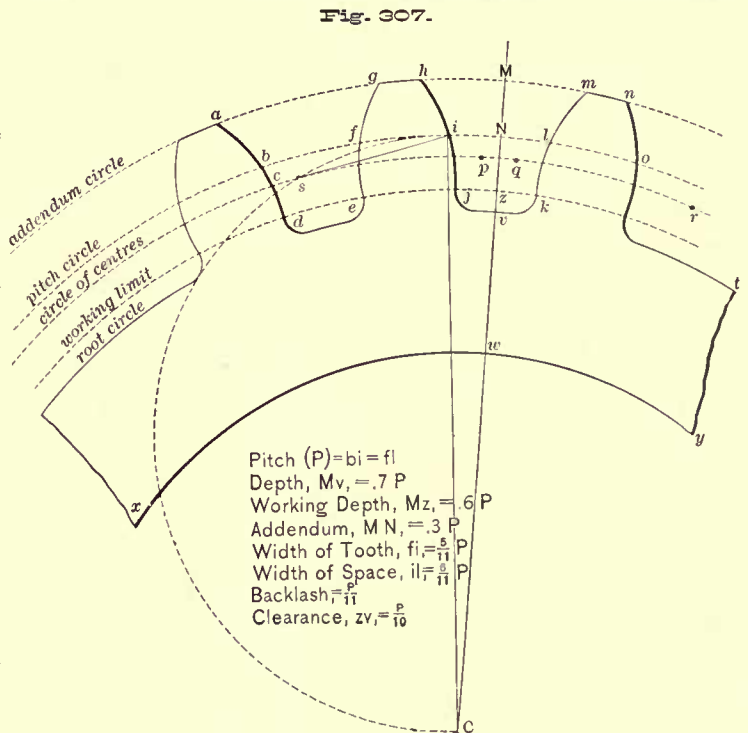 Fig. 307.
g h M m n
a
f i N l o
b
c s p q
d e j z k r
v
addendum circle
pitch circle
circle of centres
working limit
root circle
t
w
y
x
Pitch (P)=bi=fl
Depth, Mv,=.7 P
Working Depth, Mz,=.6 P
Addendum, MN,=.3 P
Width of Tooth, fi,=5/11 P
Width of Space, il,=6/11 P
Backlash,=P/11
Clearance, zv,=P/10
C